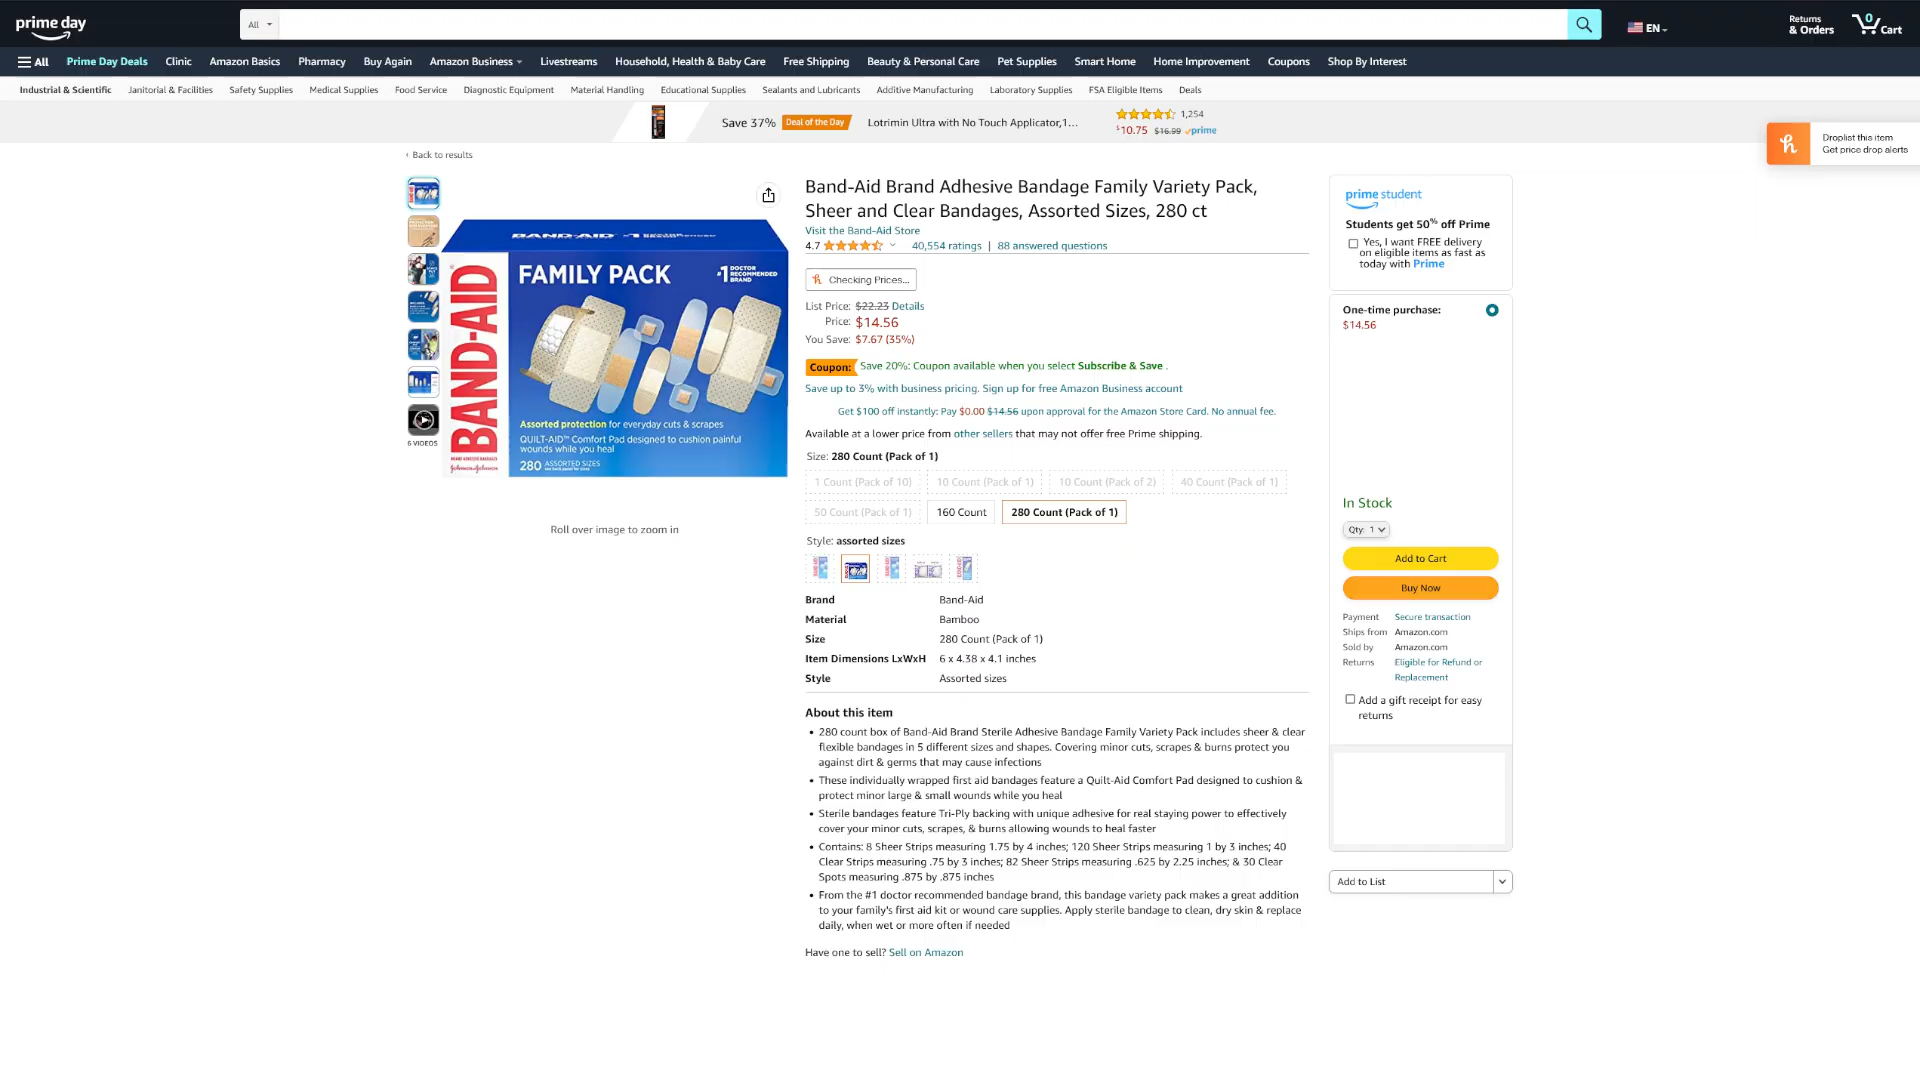 prime day
All
EN
Returns
& Orders
0
Cart
All
Prime Day Deals
Clinic
Amazon Basics
Pharmacy
Buy Again
Amazon Business
Livestreams
Household, Health & Baby Care
Free Shipping
Beauty & Personal Care
Pet Supplies
Smart Home
Home Improvement
Coupons
Shop By Interest
Industrial & Scientific
Janitorial & Facilities
Safety Supplies
Medical Supplies
Food Service
Diagnostic Equipment
Material Handling
Educational Supplies
Sealants and Lubricants
Additive Manufacturing
Laboratory Supplies
FSA Eligible Items
Deals
Save 37%
Deal of the Day
Lotrimin Ultra with No Touch Applicator,1...
1,254
$10.75 $16.99 prime
Droplist this item
Get price drop alerts
‹ Back to results
6 VIDEOS
BAND-AID
FAMILY PACK
#1 DOCTOR
RECOMMENDED
BRAND
BAND-AID
Assorted protection for everyday cuts & scrapes
QUILT-AID™ Comfort Pad designed to cushion painful
wounds while you heal
280 ASSORTED SIZES
Johnson&Johnson
Roll over image to zoom in
Band-Aid Brand Adhesive Bandage Family Variety Pack,
Sheer and Clear Bandages, Assorted Sizes, 280 ct
Visit the Band-Aid Store
4.7
40,554 ratings | 88 answered questions
Checking Prices...
List Price: $22.23 Details
Price: $14.56
You Save: $7.67 (35%)
Coupon: Save 20%: Coupon available when you select Subscribe & Save .
Save up to 3% with business pricing. Sign up for free Amazon Business account
Get $100 off instantly: Pay $0.00 $14.56 upon approval for the Amazon Store Card. No annual fee.
Available at a lower price from other sellers that may not offer free Prime shipping.
Size: 280 Count (Pack of 1)
1 Count (Pack of 10)
10 Count (Pack of 1)
10 Count (Pack of 2)
40 Count (Pack of 1)
50 Count (Pack of 1)
160 Count
280 Count (Pack of 1)
Style: assorted sizes
Brand Band-Aid
Material Bamboo
Size 280 Count (Pack of 1)
Item Dimensions LxWxH 6 x 4.38 x 4.1 inches
Style Assorted sizes
About this item
• 280 count box of Band-Aid Brand Sterile Adhesive Bandage Family Variety Pack includes sheer & clear
flexible bandages in 5 different sizes and shapes. Covering minor cuts, scrapes & burns protect you
against dirt & germs that may cause infections
• These individually wrapped first aid bandages feature a Quilt-Aid Comfort Pad designed to cushion &
protect minor large & small wounds while you heal
• Sterile bandages feature Tri-Ply backing with unique adhesive for real staying power to effectively
cover your minor cuts, scrapes, & burns allowing wounds to heal faster
• Contains: 8 Sheer Strips measuring 1.75 by 4 inches; 120 Sheer Strips measuring 1 by 3 inches; 40
Clear Strips measuring .75 by 3 inches; 82 Sheer Strips measuring .625 by 2.25 inches; & 30 Clear
Spots measuring .875 by .875 inches
• From the #1 doctor recommended bandage brand, this bandage variety pack makes a great addition
to your family's first aid kit or wound care supplies. Apply sterile bandage to clean, dry skin & replace
daily, when wet or more often if needed
Have one to sell? Sell on Amazon
prime student
Students get 50% off Prime
Yes, I want FREE delivery
on eligible items as fast as
today with Prime
One-time purchase:
$14.56
In Stock
Qty: 1
Add to Cart
Buy Now
Payment Secure transaction
Ships from Amazon.com
Sold by Amazon.com
Returns Eligible for Refund or
Replacement
Add a gift receipt for easy
returns
Add to List